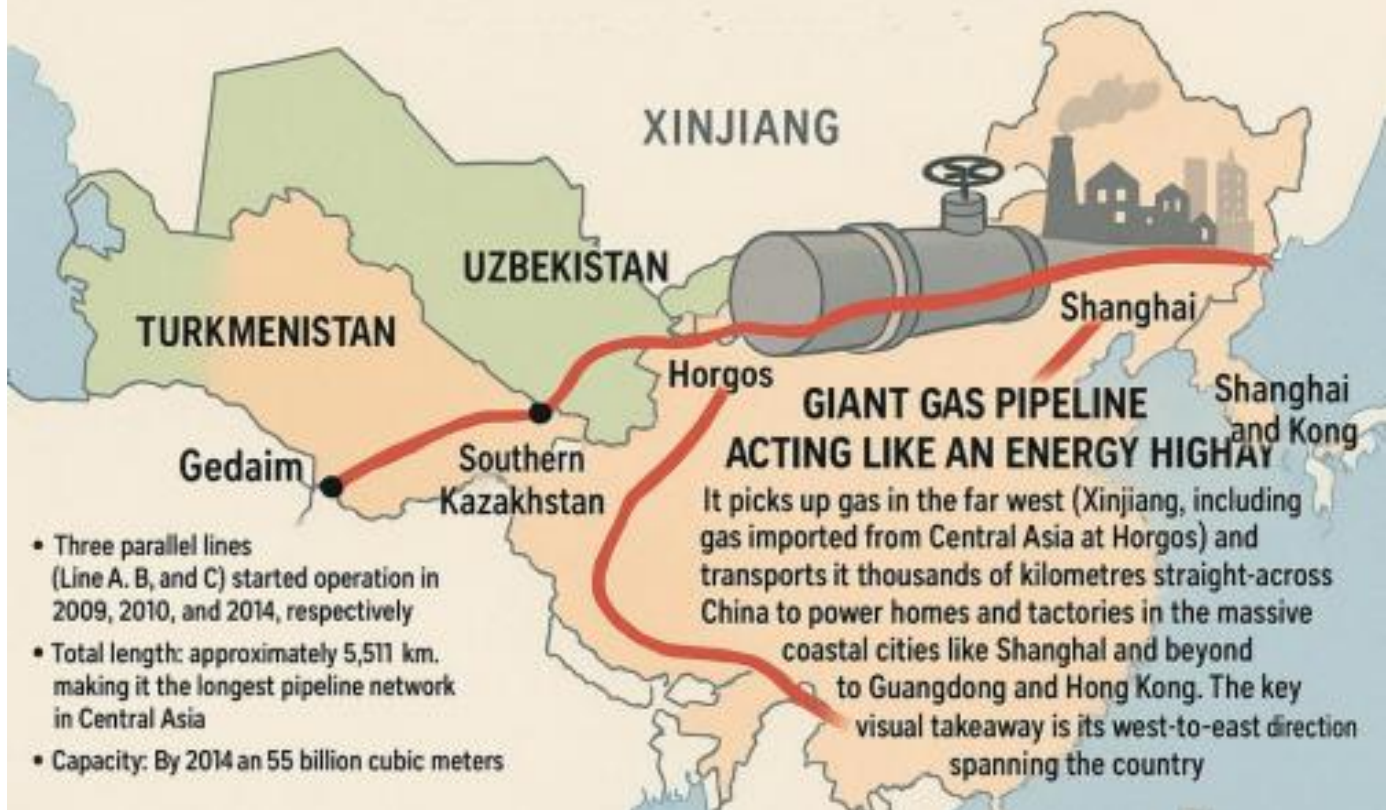 XINJIANG
UZBEKISTAN
TURKMENISTAN
Shanghai
Horgos
Shanghai
and Kong
Gedaim
Southern
Kazakhstan
GIANT GAS PIPELINE
ACTING LIKE AN ENERGY HIGHAY
It picks up gas in the far west (Xinjiang, including
gas imported from Central Asia at Horgos) and
transports it thousands of kilometres straight-across
China to power homes and tactories in the massive
coastal cities like Shanghal and beyond
to Guangdong and Hong Kong. The key
visual takeaway is its west-to-east direction
spanning the country
• Three parallel lines
(Line A. B, and C) started operation in
2009, 2010, and 2014, respectively
• Total length: approximately 5,511 km.
making it the longest pipeline network
in Central Asia
• Capacity: By 2014 an 55 billion cubic meters